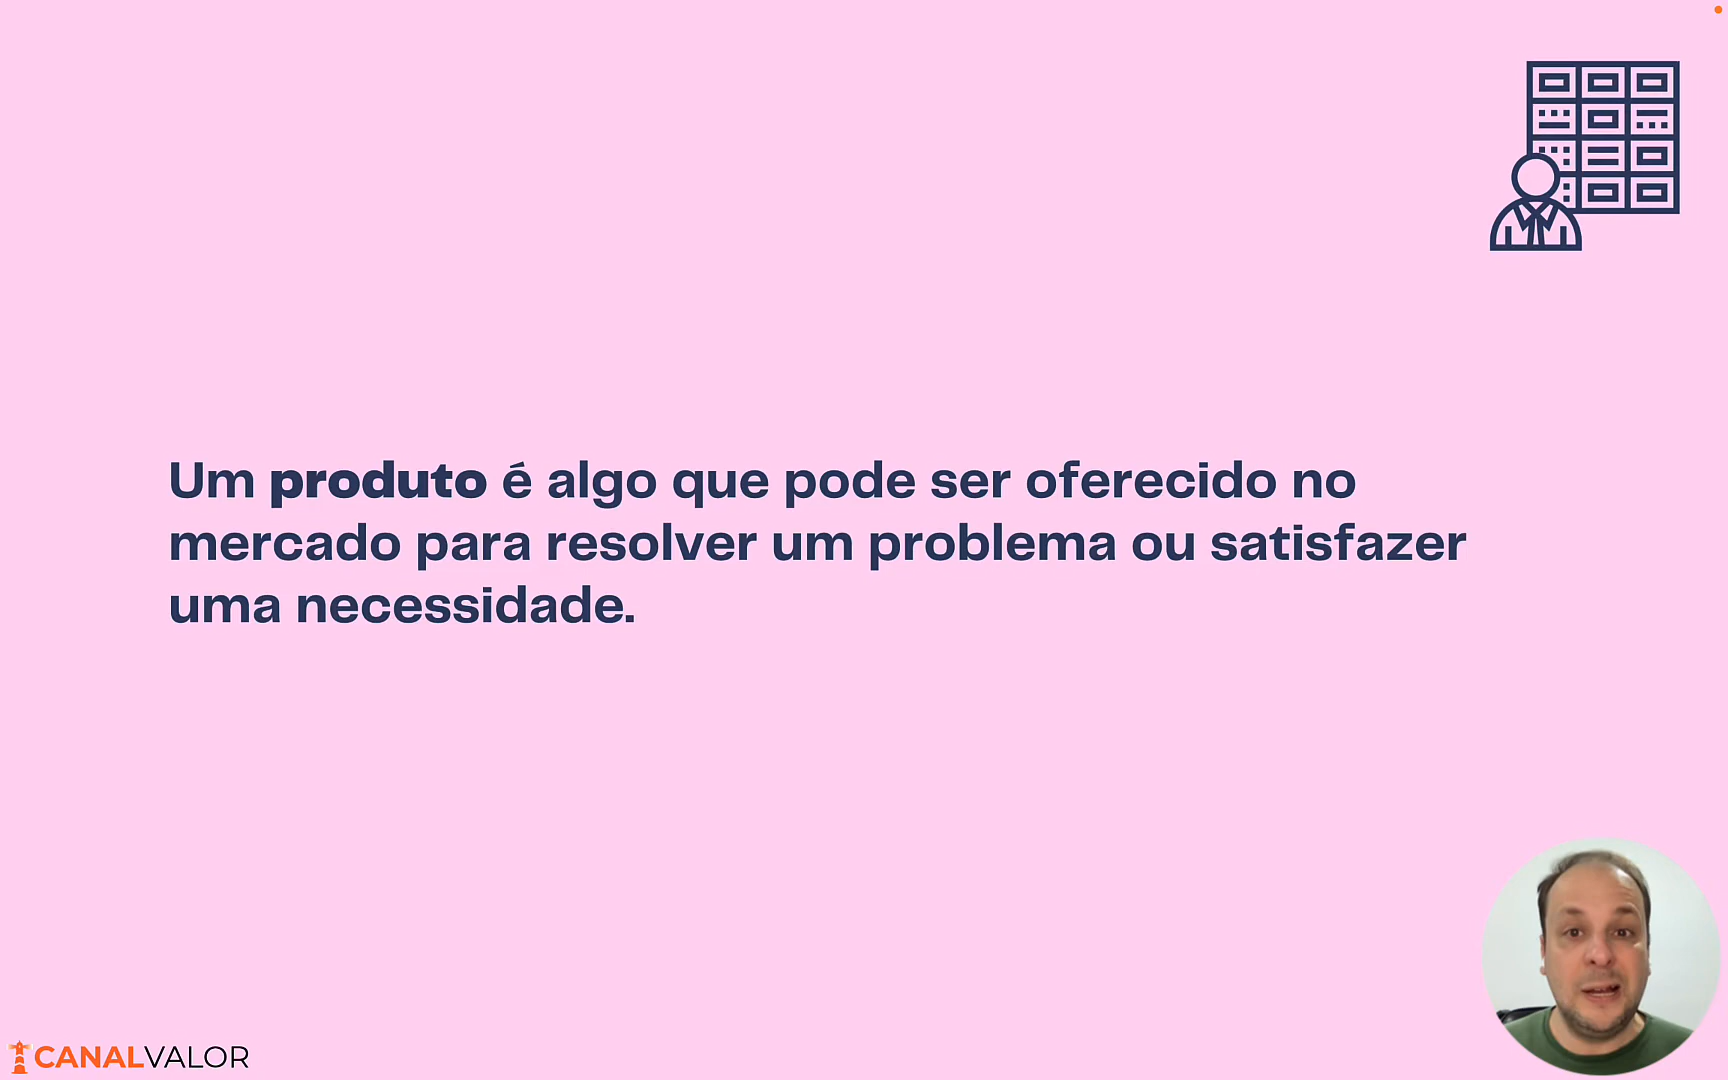 Um produto é algo que pode ser oferecido no
mercado para resolver um problema ou satisfazer
uma necessidade.
CANALVALOR